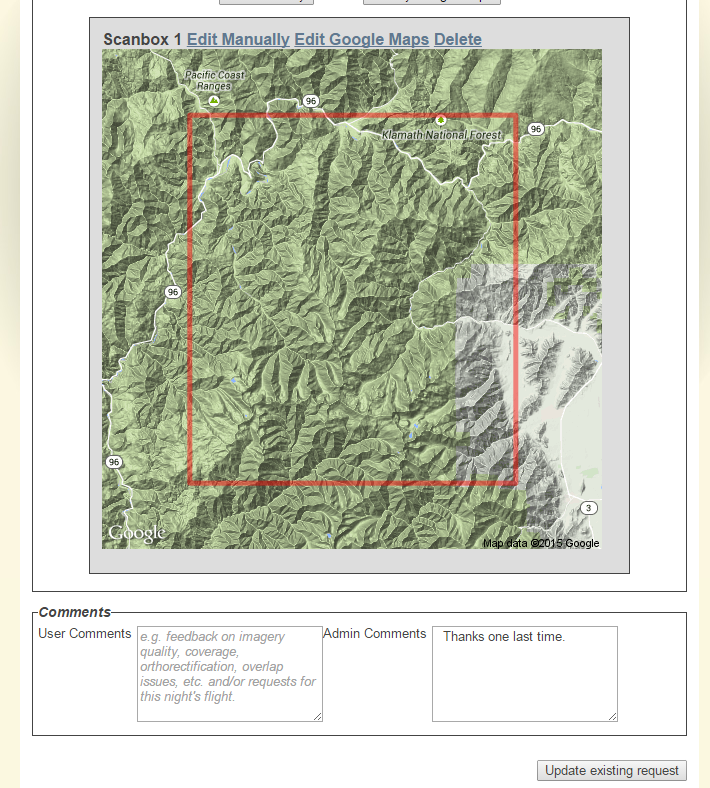 Scanbox 1 Edit Manually Edit Google Maps Delete
Pacific Coast
Ranges
96
Klamath National Forest
96
96
96
3
Google
Map data ©2015 Google
Comments
User Comments
e.g. feedback on imagery
quality, coverage,
orthorectification, overlap
issues, etc. and/or requests for
this night's flight.
Admin Comments
Thanks one last time.
Update existing request